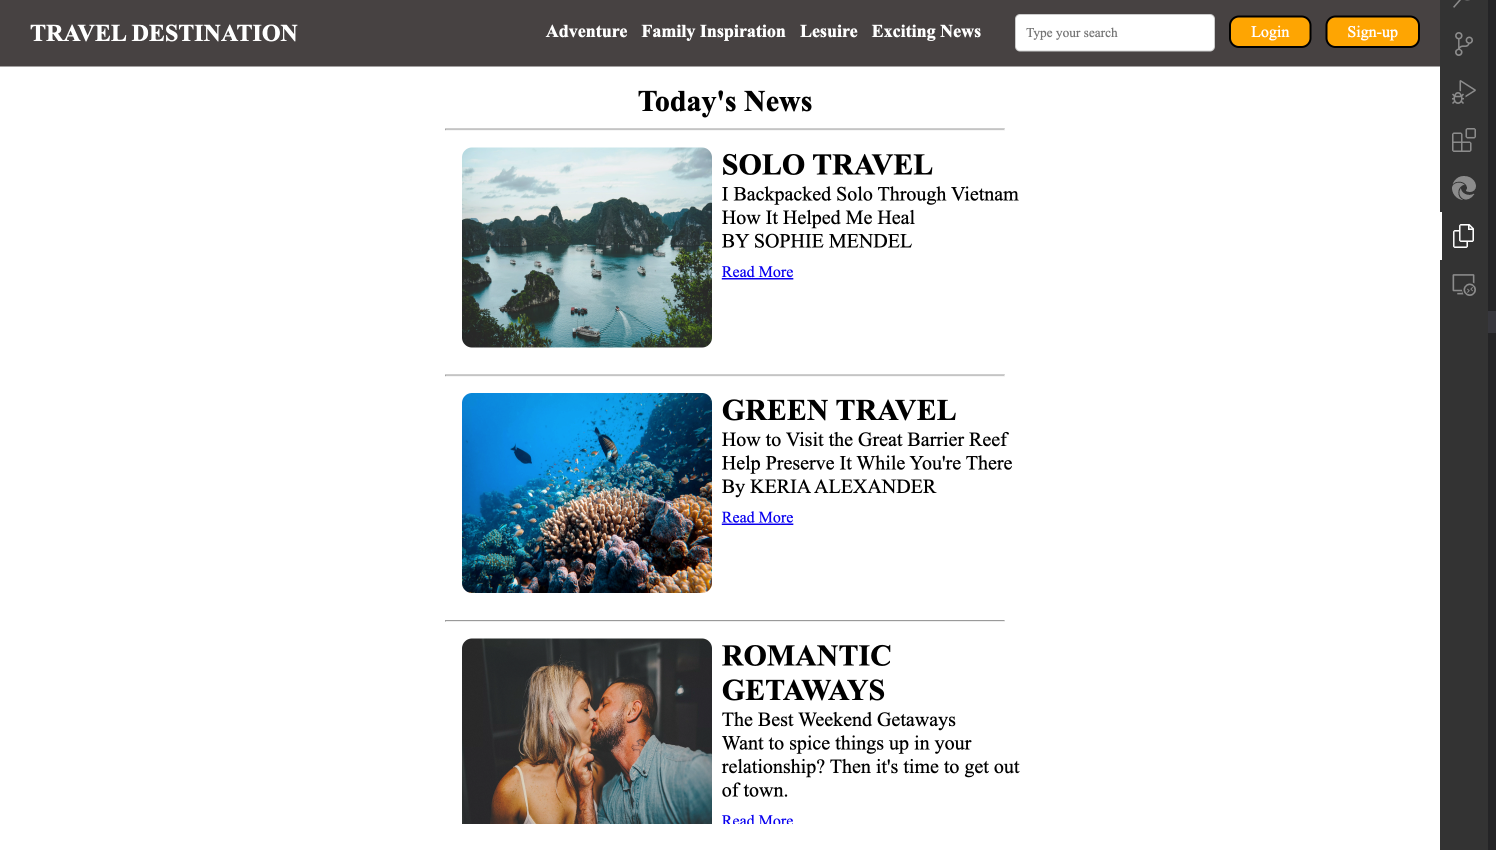 TRAVEL DESTINATION
Adventure Family Inspiration Lesuire Exciting News Type your search Login Sign-up
Today's News
SOLO TRAVEL
I Backpacked Solo Through Vietnam
How It Helped Me Heal
BY SOPHIE MENDEL
Read More
GREEN TRAVEL
How to Visit the Great Barrier Reef
Help Preserve It While You're There
By KERIA ALEXANDER
Read More
ROMANTIC
GETAWAYS
The Best Weekend Getaways
Want to spice things up in your
relationship? Then it's time to get out
of town.
Read More